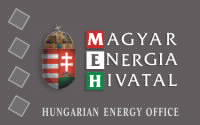 MAGYAR
ENERGIA
HIVATAL
HUNGARIAN ENERGY OFFICE